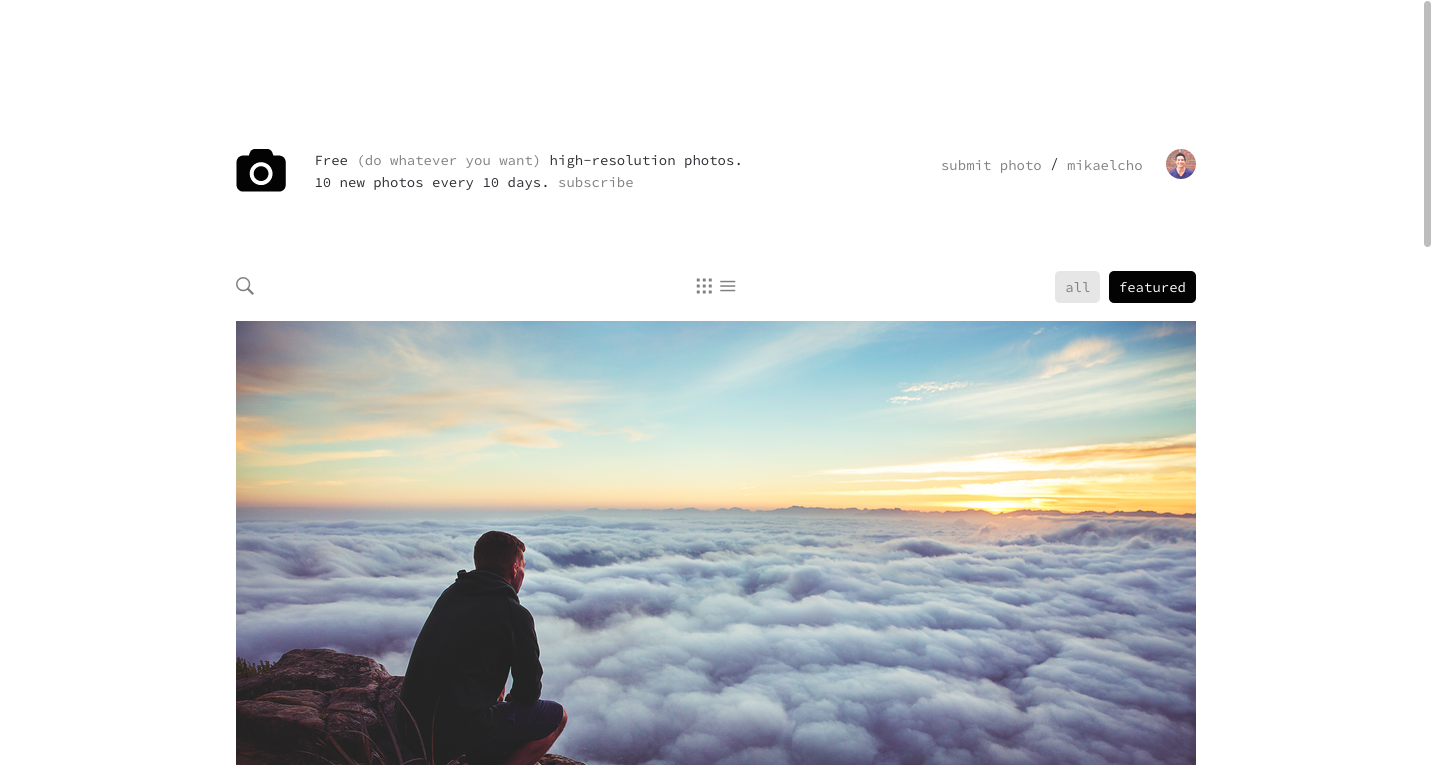 Free (do whatever you want) high-resolution photos.
10 new photos every 10 days. subscribe
submit photo / mikaelcho
all
featured